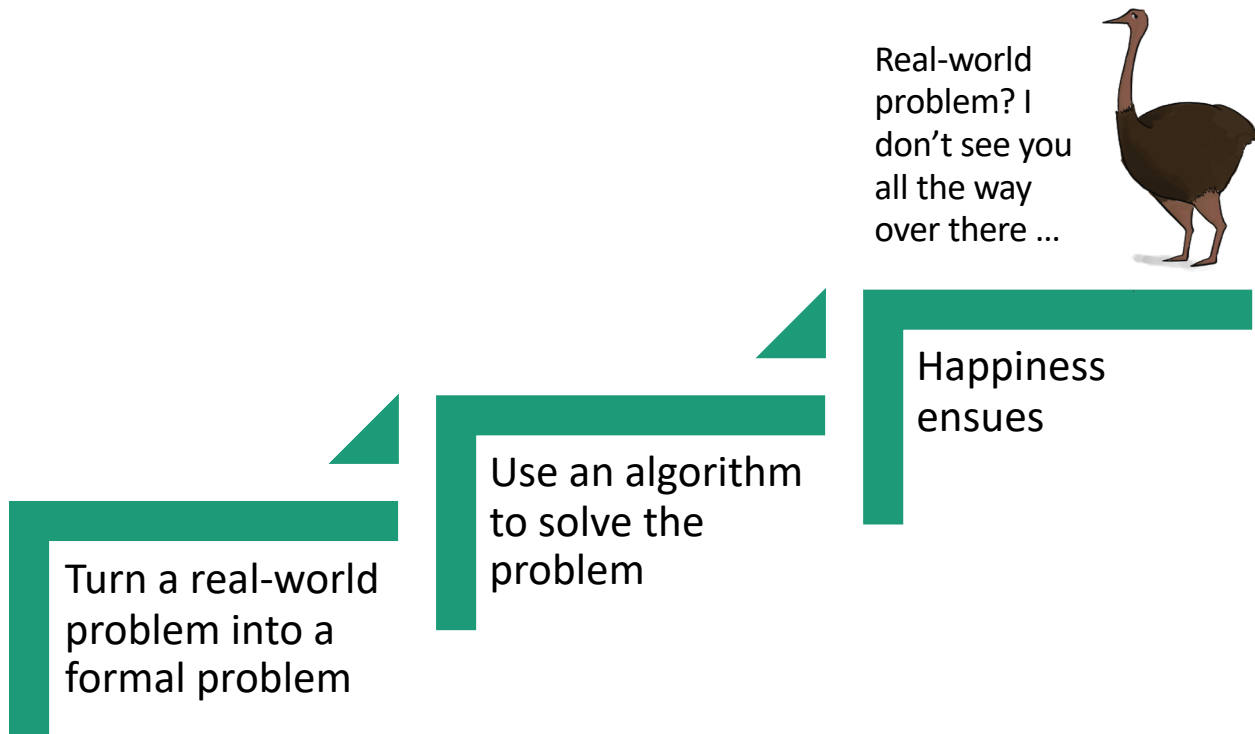 Real-world
problem? I
don’t see you
all the way
over there …
Happiness
ensues
Use an algorithm
to solve the
problem
Turn a real-world
problem into a
formal problem